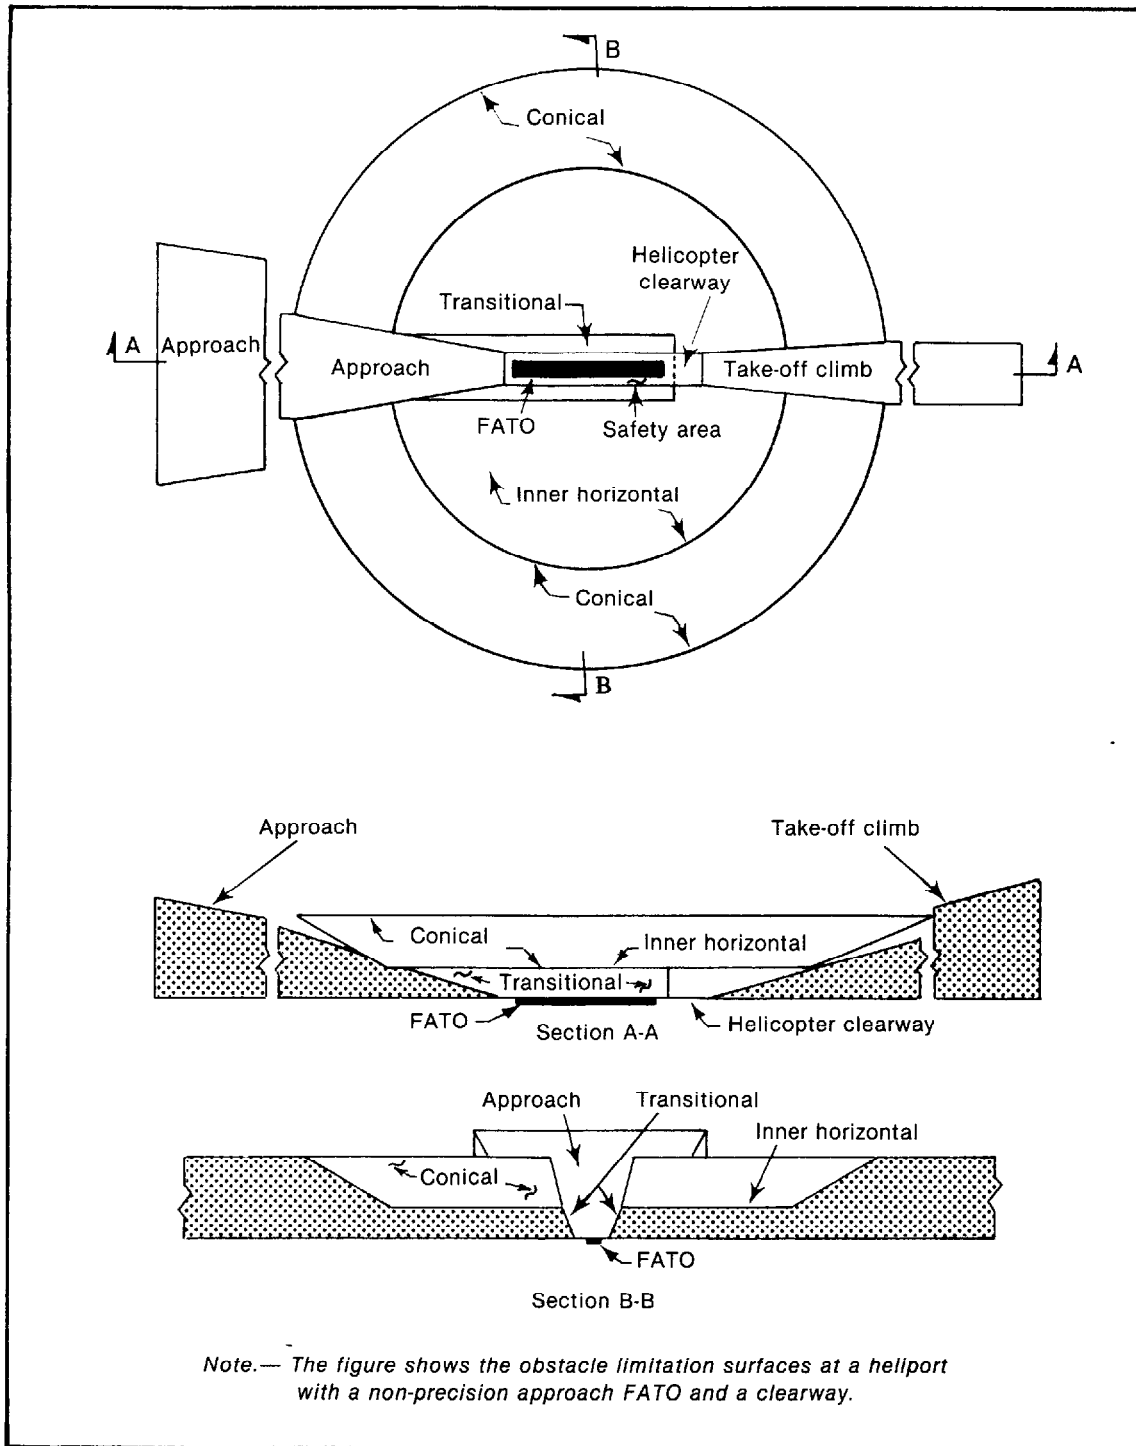 B
Conical
Helicopter
clearway
Transitional
A
Approach
Approach
Take-off climb
A
FATO
Safety area
Inner horizontal
Conical
B
Approach
Take-off climb
Conical
Inner horizontal
Transitional
FATO
Helicopter clearway
Section A-A
Approach
Transitional
Inner horizontal
Conical
FATO
Section B-B
Note.— The figure shows the obstacle limitation surfaces at a heliport
with a non-precision approach FATO and a clearway.